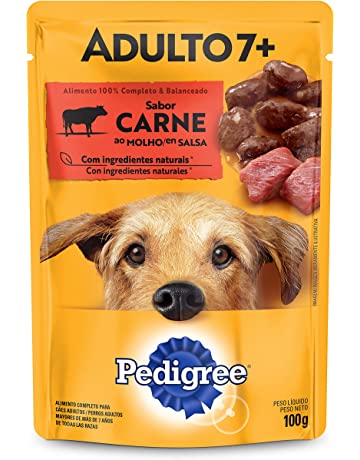 ADULTO 7+
Alimento 100% Completo & Balanceado
Sabor
CARNE
ao MOLHO/en SALSA
Com ingredientes naturais
Con ingredientes naturales
Pedigree
ALIMENTO COMPLETO PARA
CÃES ADULTOS / PERROS ADULTOS
MAYORES DE MÁS DE 7 AÑOS
DE TODAS LAS RAZAS
PESO LÍQUIDO
PESO NETO
100g